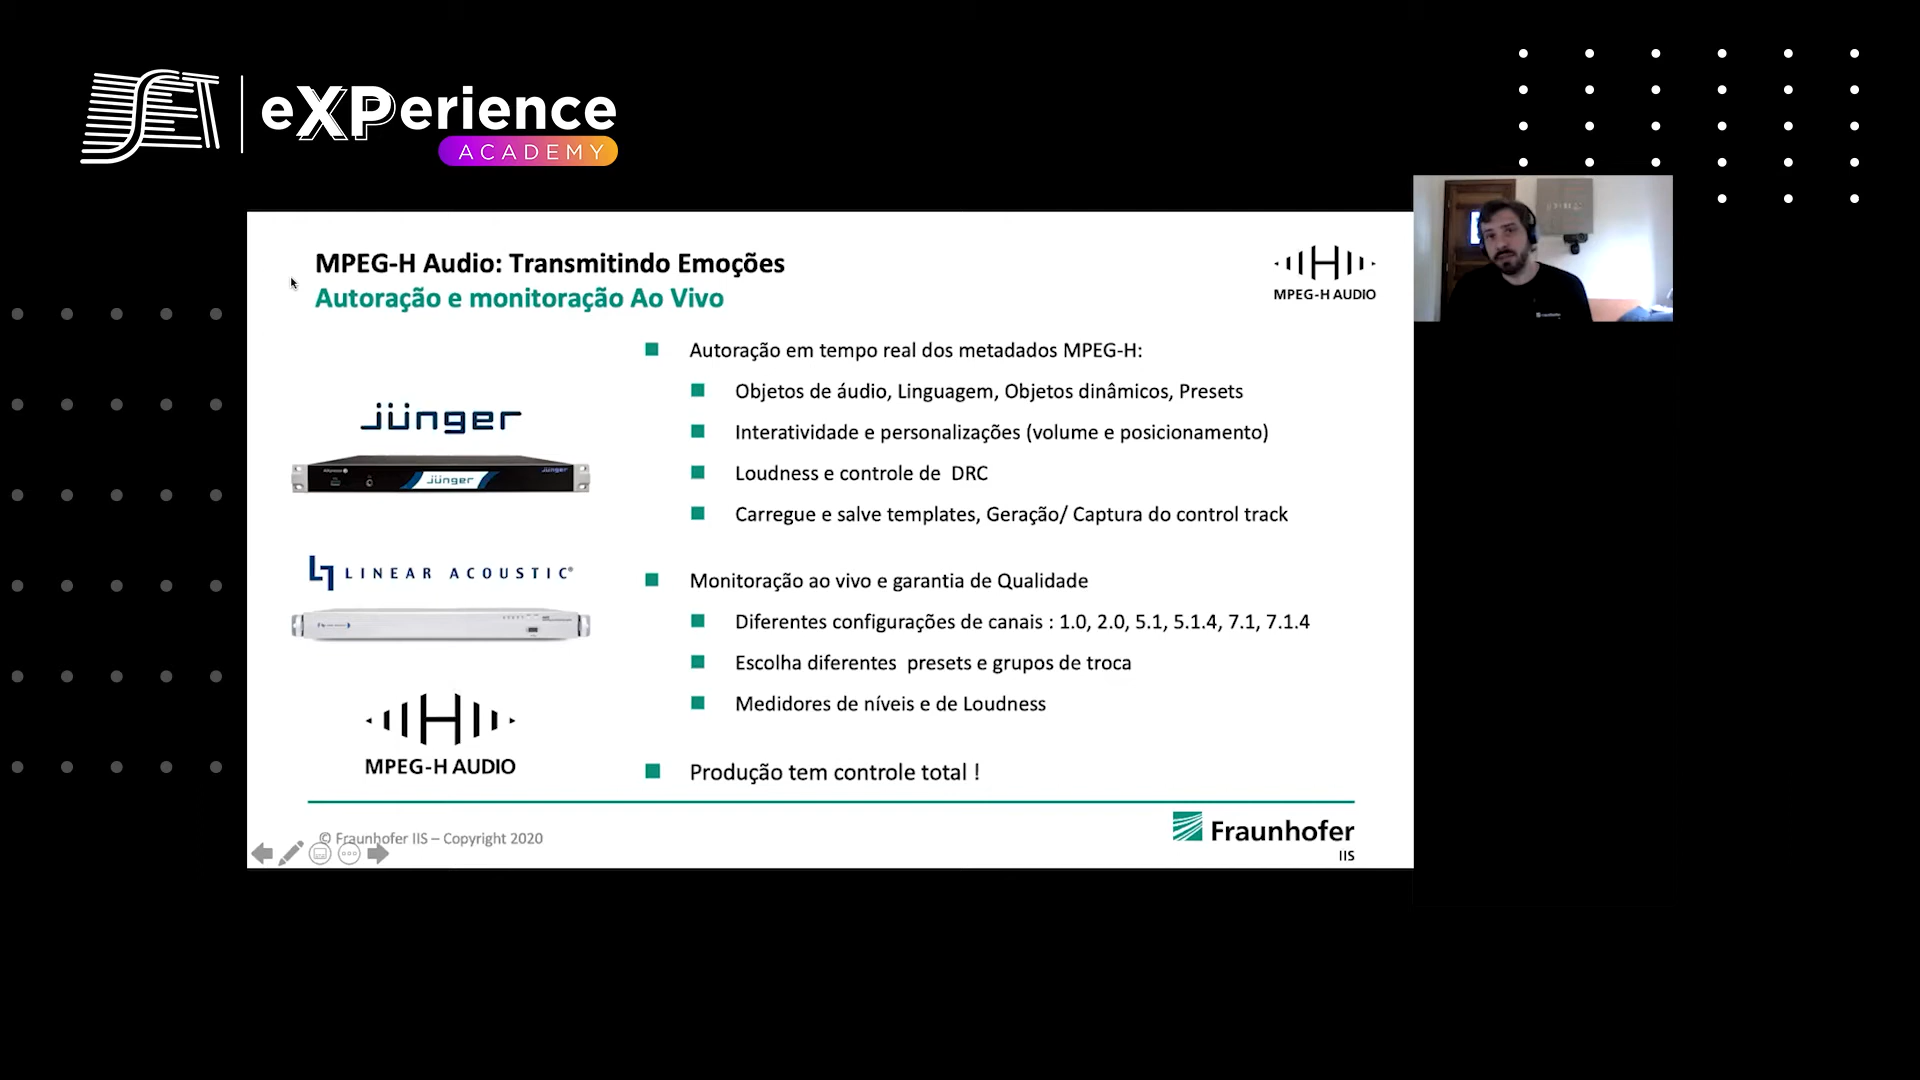 SET
eXPerience
ACADEMY
MPEG-H Audio: Transmitindo Emoções
Autoração e monitoração Ao Vivo
MPEG-H AUDIO
Autoração em tempo real dos metadados MPEG-H:
Objetos de áudio, Linguagem, Objetos dinâmicos, Presets
Interatividade e personalizações (volume e posicionamento)
Loudness e controle de  DRC
Carregue e salve templates, Geração/ Captura do control track
jünger
jünger
jünger
LINEAR ACOUSTIC®
Monitoração ao vivo e garantia de Qualidade
Diferentes configurações de canais : 1.0, 2.0, 5.1, 5.1.4, 7.1, 7.1.4
Escolha diferentes  presets e grupos de troca
Medidores de níveis e de Loudness
MPEG-H AUDIO
Produção tem controle total !
© Fraunhofer IIS – Copyright 2020
Fraunhofer
IIS